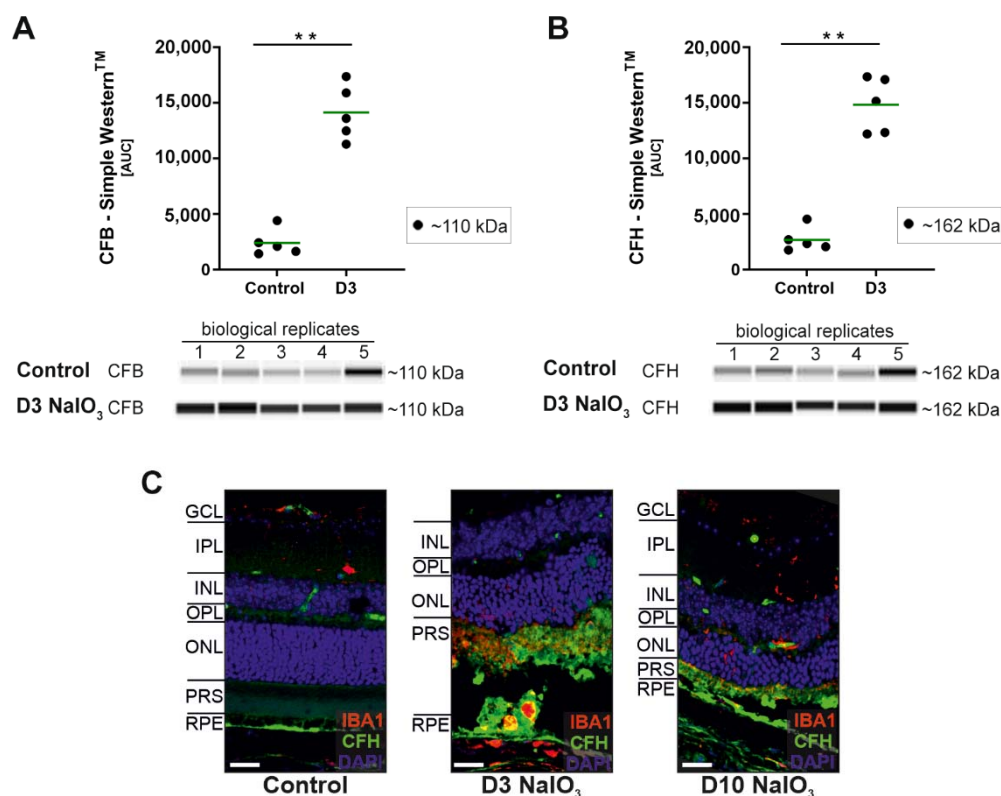 A
CFB - Simple Western™
[AUC]
20,000
15,000
10,000
5,000
0
**
Control D3
~110 kDa
biological replicates
1 2 3 4 5
Control CFB ~110 kDa
D3 NaIO₃ CFB ~110 kDa
B
CFH - Simple Western™
[AUC]
20,000
15,000
10,000
5,000
0
**
Control D3
~162 kDa
biological replicates
1 2 3 4 5
Control CFH ~162 kDa
D3 NaIO₃ CFH ~162 kDa
C
GCL
IPL
INL
OPL
ONL
PRS
RPE
IBA1
CFH
DAPI
Control
INL
OPL
ONL
PRS
RPE
IBA1
CFH
DAPI
D3 NaIO₃
GCL
IPL
INL
OPL
ONL
PRS
RPE
IBA1
CFH
DAPI
D10 NaIO₃